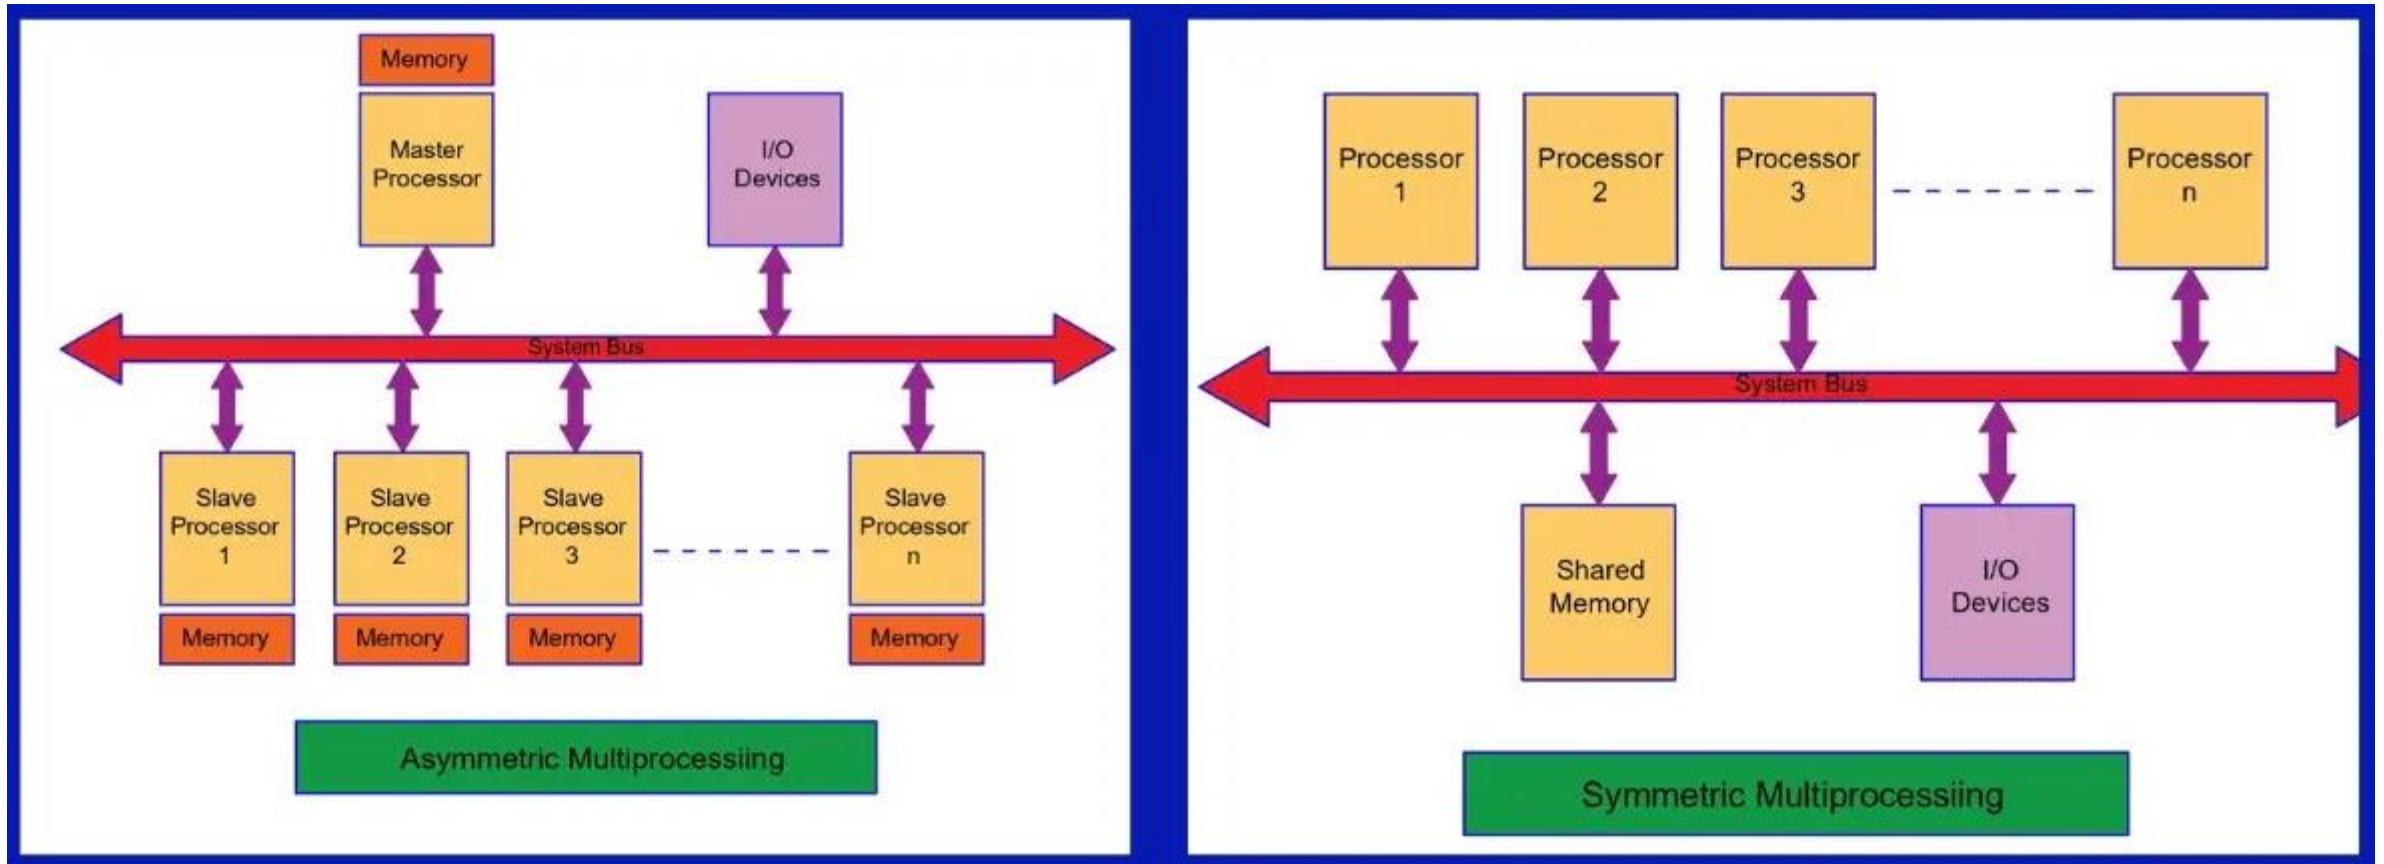 Memory
Master
Processor
I/O
Devices
System Bus
Slave
Processor
1
Slave
Processor
2
Slave
Processor
3
Slave
Processor
n
Memory
Memory
Memory
Memory
Asymmetric Multiprocessiing
Processor
1
Processor
2
Processor
3
Processor
n
System Bus
Shared
Memory
I/O
Devices
Symmetric Multiprocessiing